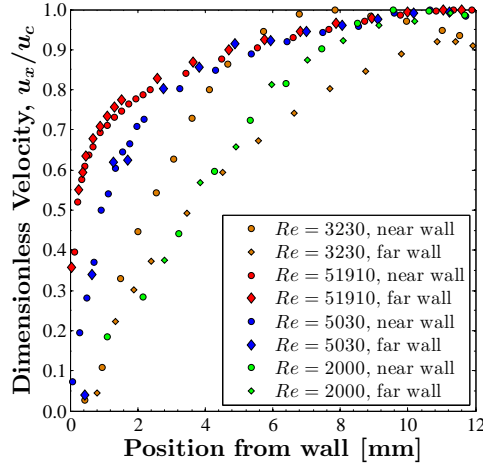 Dimensionless Velocity, u_x/u_c
1.0
0.9
0.8
0.7
0.6
0.5
0.4
0.3
0.2
0.1
0.0
Re = 3230, near wall
Re = 3230, far wall
Re = 51910, near wall
Re = 51910, far wall
Re = 5030, near wall
Re = 5030, far wall
Re = 2000, near wall
Re = 2000, far wall
0 2 4 6 8 10 12
Position from wall [mm]